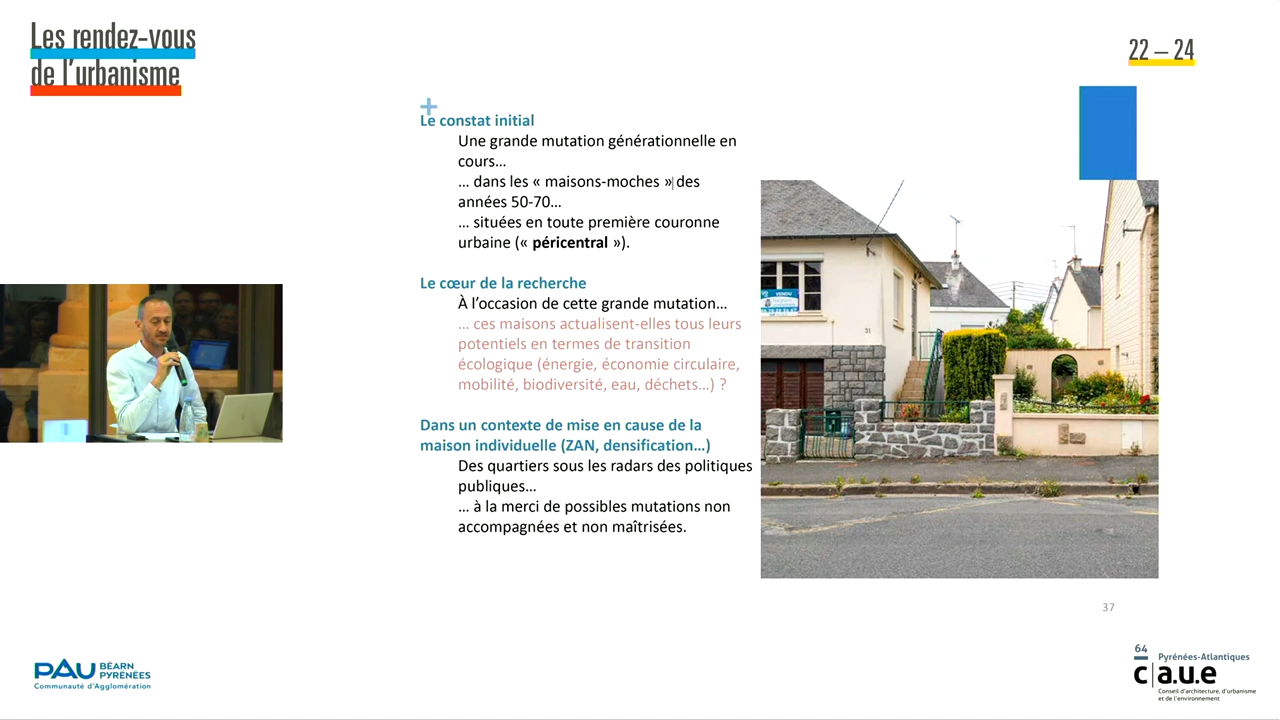 Les rendez-vous
de l'urbanisme
22 – 24
Le constat initial
Une grande mutation générationnelle en
cours…
… dans les « maisons-moches » des
années 50-70…
… situées en toute première couronne
urbaine (« péricentral »).
Le cœur de la recherche
À l'occasion de cette grande mutation…
… ces maisons actualisent-elles tous leurs
potentiels en termes de transition
écologique (énergie, économie circulaire,
mobilité, biodiversité, eau, déchets…) ?
Dans un contexte de mise en cause de la
maison individuelle (ZAN, densification…)
Des quartiers sous les radars des politiques
publiques…
… à la merci de possibles mutations non
accompagnées et non maîtrisées.
VENDU
31
37
PAU BÉARN
PYRÉNÉES
Communauté d'Agglomération
64
Pyrénées-Atlantiques
c|a.u.e
Conseil d'architecture, d'urbanisme
et de l'environnement